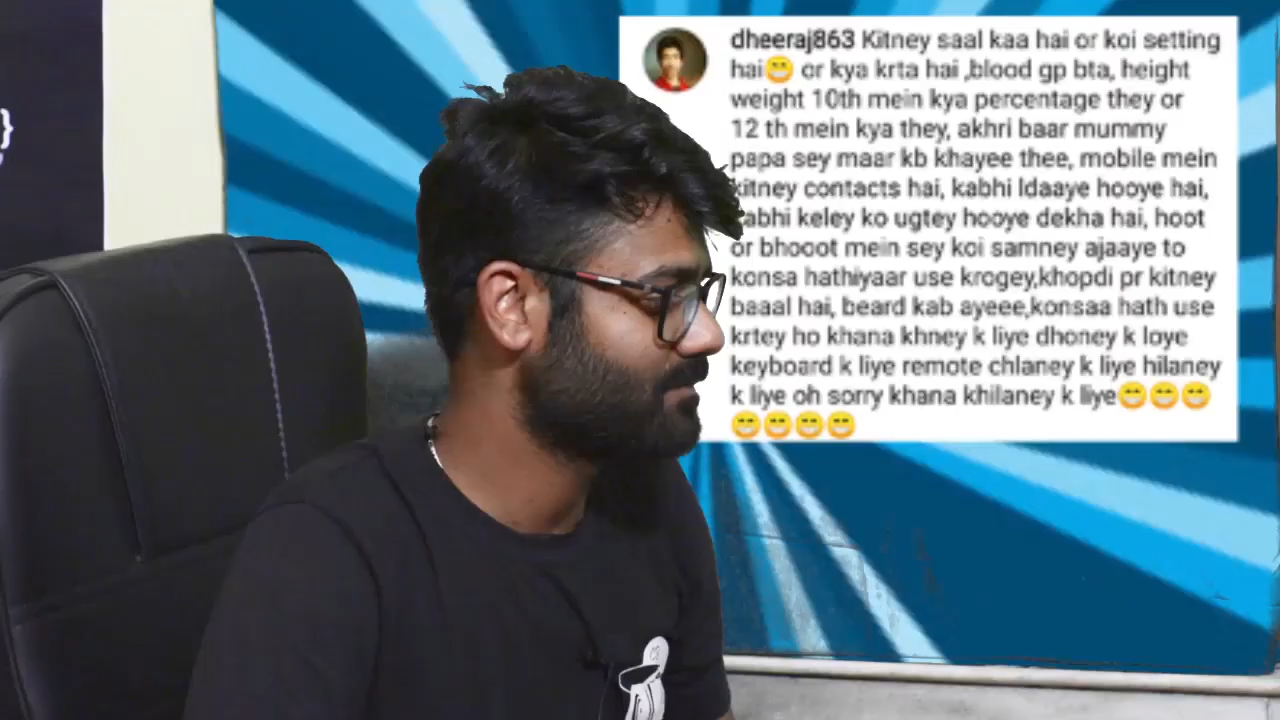 }
dheeraj863 Kitney saal kaa hai or koi setting
hai😁 or kya krta hai ,blood gp bta, height
weight 10th mein kya percentage they or
12 th mein kya they, akhri baar mummy
papa sey maar kb khayee thee, mobile mein
kitney contacts hai, kabhi ldaaye hooye hai,
kabhi keley ko ugtey hooye dekha hai, hoot
or bhooot mein sey koi samney ajaaye to
konsa hathiyaar use krogey,khopdi pr kitney
baaal hai, beard kab ayeee,konsaa hath use
krtey ho khana khney k liye dhoney k loye
keyboard k liye remote chlaney k liye hilaney
k liye oh sorry khana khilaney k liye😁😁😁
😁😁😁😁